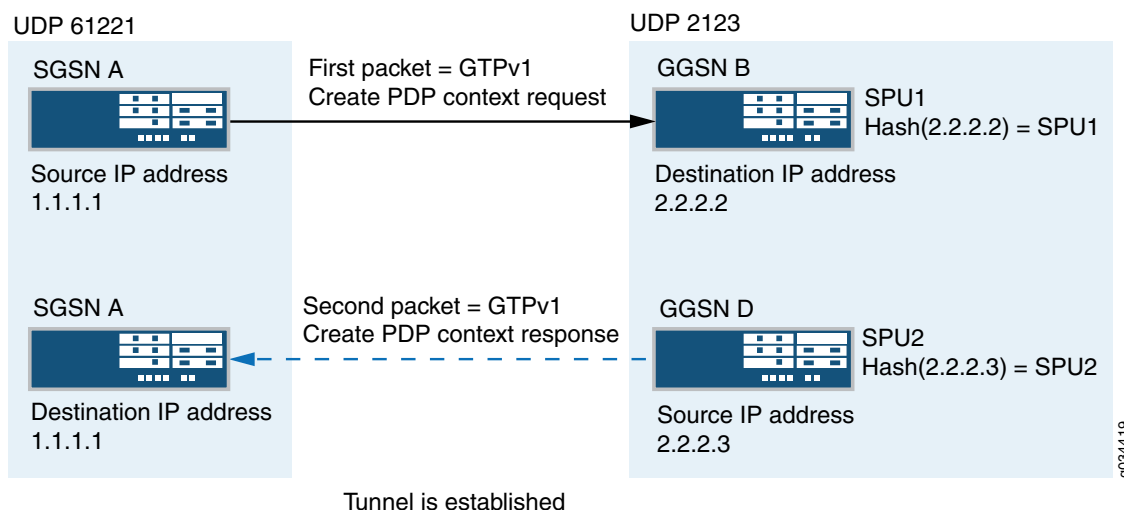 UDP 61221
UDP 2123
SGSN A
First packet = GTPv1
Create PDP context request
GGSN B
SPU1
Hash(2.2.2.2) = SPU1
Source IP address
1.1.1.1
Destination IP address
2.2.2.2
SGSN A
Second packet = GTPv1
Create PDP context response
GGSN D
SPU2
Hash(2.2.2.3) = SPU2
Destination IP address
1.1.1.1
Source IP address
2.2.2.3
g034419
Tunnel is established